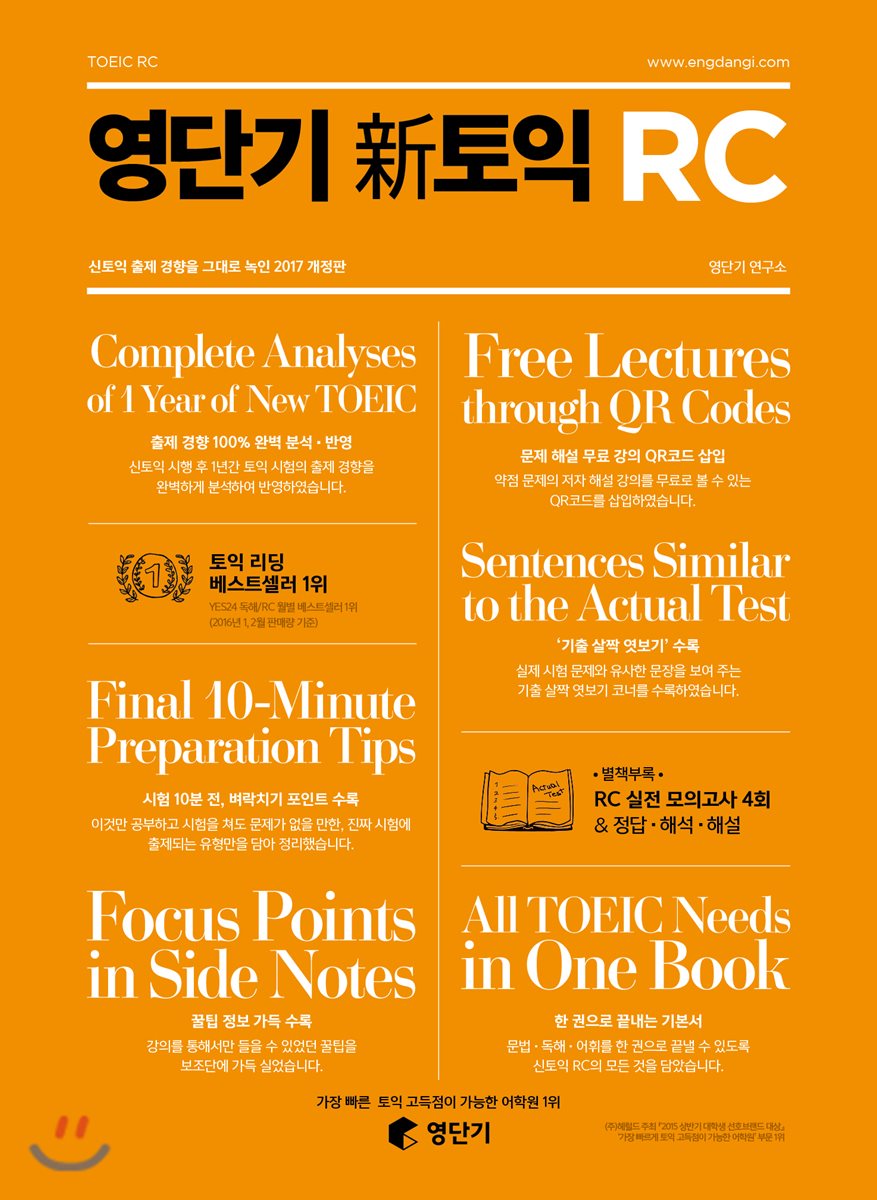 TOEIC RC
www.engdangi.com
영단기 新토익 RC
신토익 출제 경향을 그대로 녹인 2017 개정판
영단기 연구소
Complete Analyses
of 1 Year of New TOEIC
출제 경향 100% 완벽 분석·반영
신토익 시행 후 1년간 토익 시험의 출제 경향을
완벽하게 분석하여 반영하였습니다.
1
토익 리딩
베스트셀러 1위
YES24 독해/RC 월별 베스트셀러 1위
(2016년 1, 2월 판매량 기준)
Final 10-Minute
Preparation Tips
시험 10분 전, 벼락치기 포인트 수록
이것만 공부하고 시험을 쳐도 문제가 없을 만한, 진짜 시험에
출제되는 유형만을 담아 정리했습니다.
Focus Points
in Side Notes
꿀팁 정보 가득 수록
강의를 통해서만 들을 수 있었던 꿀팁을
보조단에 가득 실었습니다.
Free Lectures
through QR Codes
문제 해설 무료 강의 QR코드 삽입
약점 문제의 저자 해설 강의를 무료로 볼 수 있는
QR코드를 삽입하였습니다.
Sentences Similar
to the Actual Test
‘기출 살짝 엿보기’ 수록
실제 시험 문제와 유사한 문장을 보여 주는
기출 살짝 엿보기 코너를 수록하였습니다.
1
2
3
4
5
Actual
Test
•별책부록•
RC 실전 모의고사 4회
& 정답·해석·해설
All TOEIC Needs
in One Book
한 권으로 끝내는 기본서
문법·독해·어휘를 한 권으로 끝낼 수 있도록
신토익 RC의 모든 것을 담았습니다.
가장 빠른 토익 고득점이 가능한 어학원 1위
영단기
(주)헤럴드 주최 『2015 상반기 대학생 선호브랜드 대상』
‘가장 빠르게 토익 고득점이 가능한 어학원’ 부문 1위